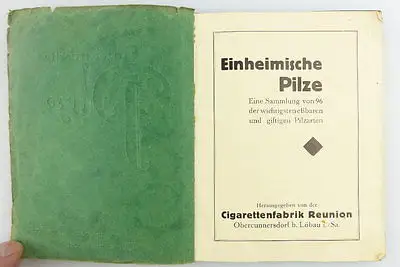 Einheimische
Pilze
Eine Sammlung von 96
der wichtigsten eßbaren
und giftigen Pilzarten
Herausgegeben von der
Cigarettenfabrik Reunion
Obercunnersdorf b. Löbau i./Sa.